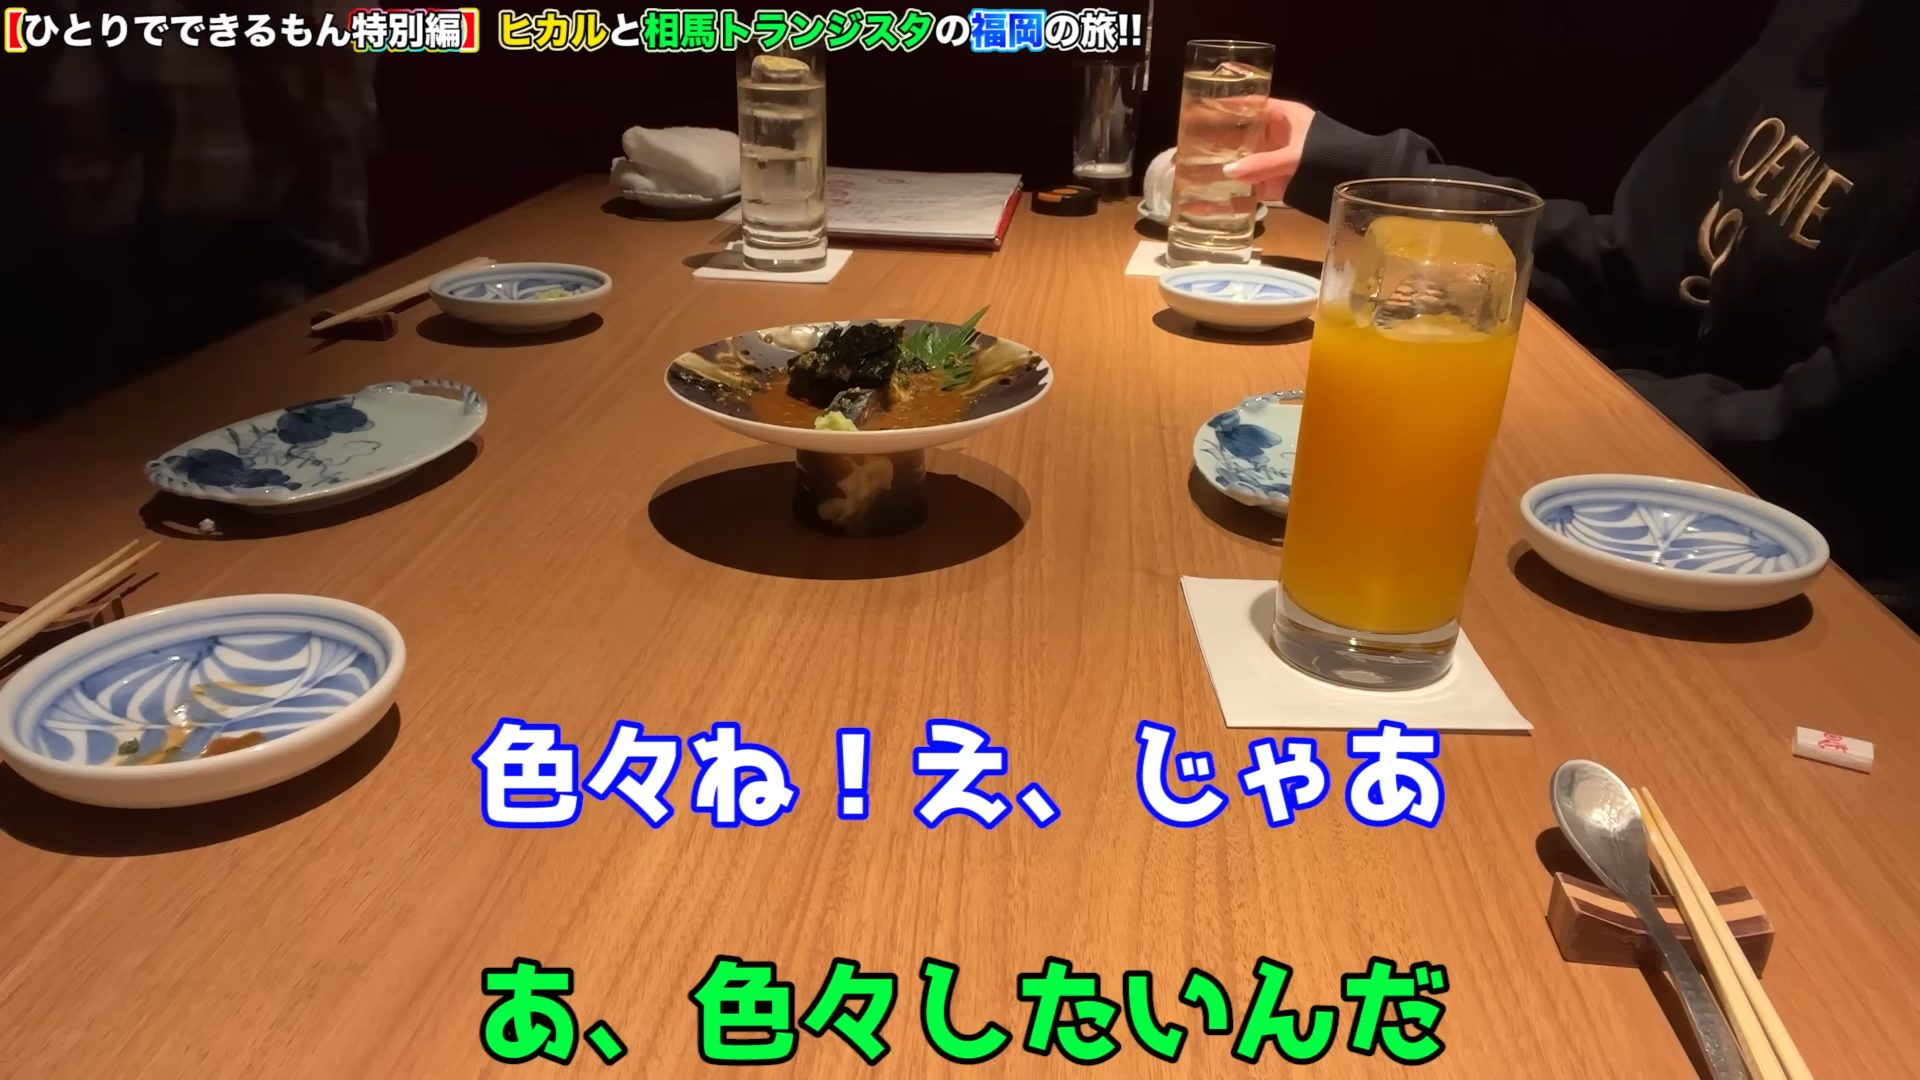 【ひとりでできるもん特別編】 ヒカルと相馬トランジスタの福岡の旅!!
OEWE
色々ね！え、じゃあ
あ、色々したいんだ